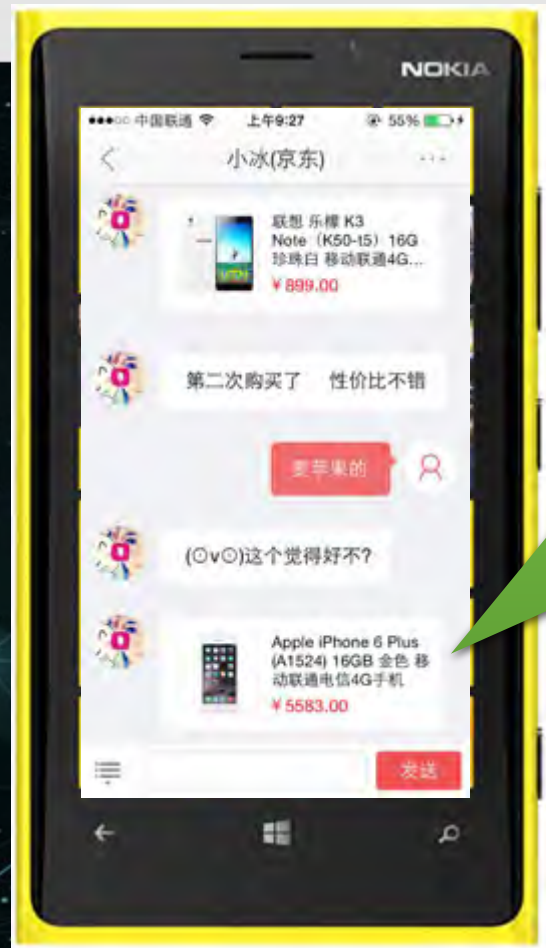 NOKIA
中国联通 上午9:27 55%
小冰(京东)
联想 乐檬 K3
Note（K50-t5）16G
珍珠白 移动联通4G...
¥ 899.00
第二次购买了 性价比不错
要苹果的
(⊙v⊙)这个觉得好不?
Apple iPhone 6 Plus
(A1524) 16GB 金色 移
动联通电信4G手机
¥ 5583.00
发送